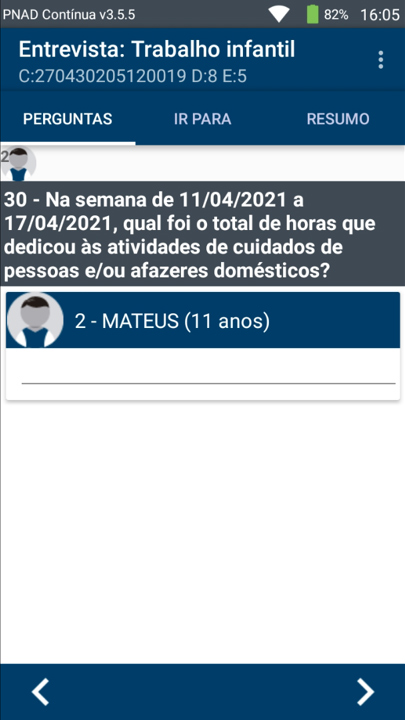 PNAD Contínua v3.5.5 82% 16:05
Entrevista: Trabalho infantil
C:270430205120019 D:8 E:5
PERGUNTAS IR PARA RESUMO
2
30 - Na semana de 11/04/2021 a
17/04/2021, qual foi o total de horas que
dedicou às atividades de cuidados de
pessoas e/ou afazeres domésticos?
2 - MATEUS (11 anos)